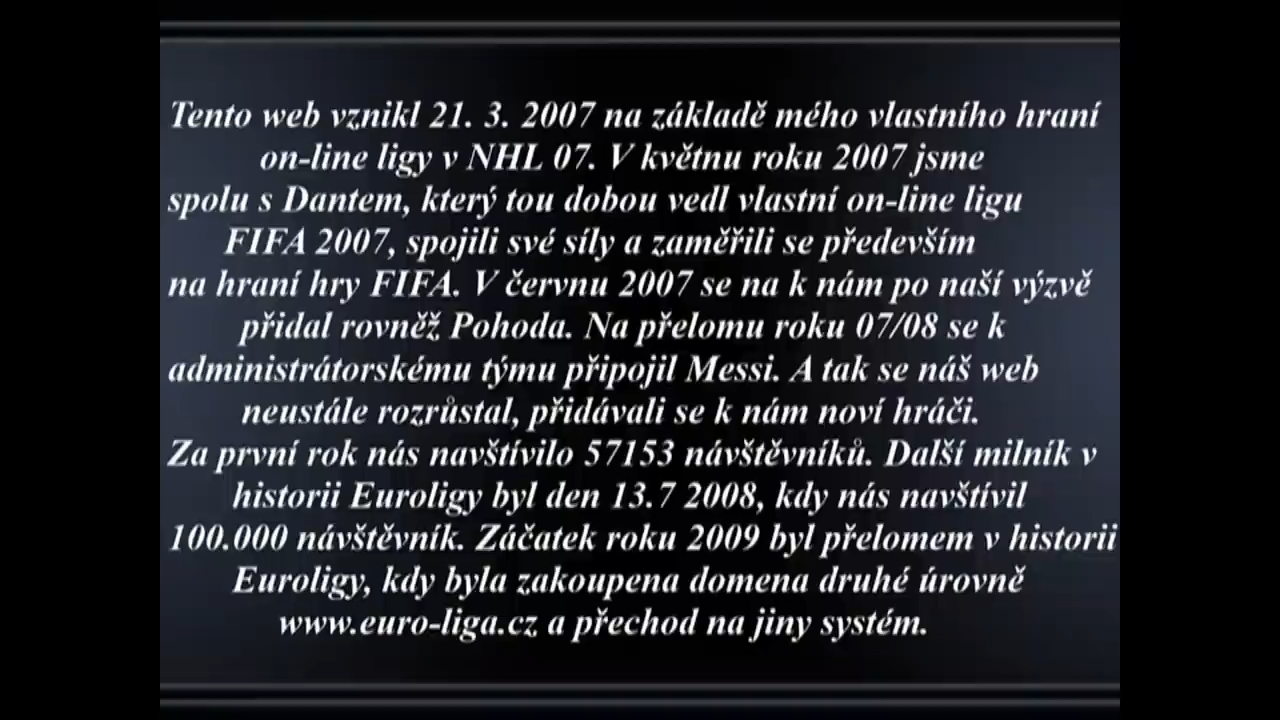 Tento web vznikl 21. 3. 2007 na základě mého vlastního hraní
on-line ligy v NHL 07. V květnu roku 2007 jsme
spolu s Dantem, který tou dobou vedl vlastní on-line ligu
FIFA 2007, spojili své síly a zaměřili se především
na hraní hry FIFA. V červnu 2007 se na k nám po naší výzvě
přidal rovněž Pohoda. Na přelomu roku 07/08 se k
administrátorskému týmu připojil Messi. A tak se náš web
neustále rozrůstal, přidávali se k nám noví hráči.
Za první rok nás navštívilo 57153 návštěvníků. Další milník v
historii Euroligy byl den 13.7 2008, kdy nás navštívil
100.000 návštěvník. Záčatek roku 2009 byl přelomem v historii
Euroligy, kdy byla zakoupena domena druhé úrovně
www.euro-liga.cz a přechod na jiny systém.